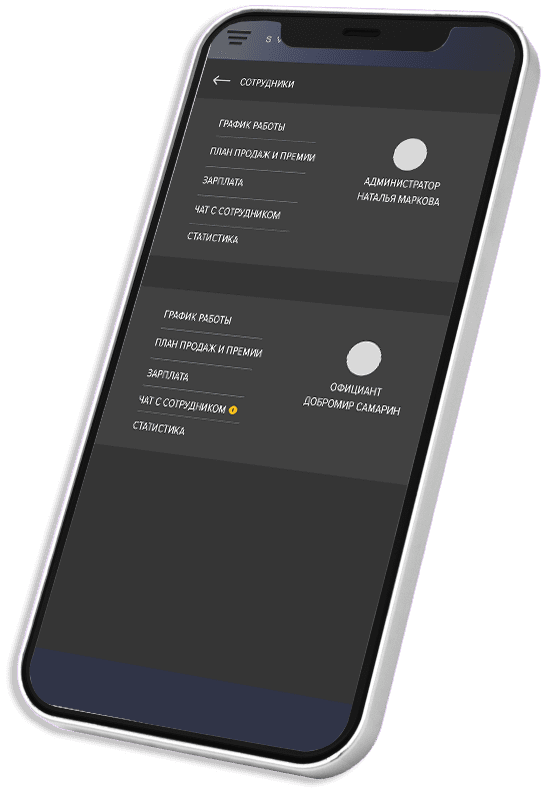 СОТРУДНИКИ
ГРАФИК РАБОТЫ
ПЛАН ПРОДАЖ И ПРЕМИИ
ЗАРПЛАТА
ЧАТ С СОТРУДНИКОМ
СТАТИСТИКА
АДМИНИСТРАТОР
НАТАЛЬЯ МАРКОВА
ГРАФИК РАБОТЫ
ПЛАН ПРОДАЖ И ПРЕМИИ
ЗАРПЛАТА
ЧАТ С СОТРУДНИКОМ
СТАТИСТИКА
ОФИЦИАНТ
ДОБРОМИР САМАРИН